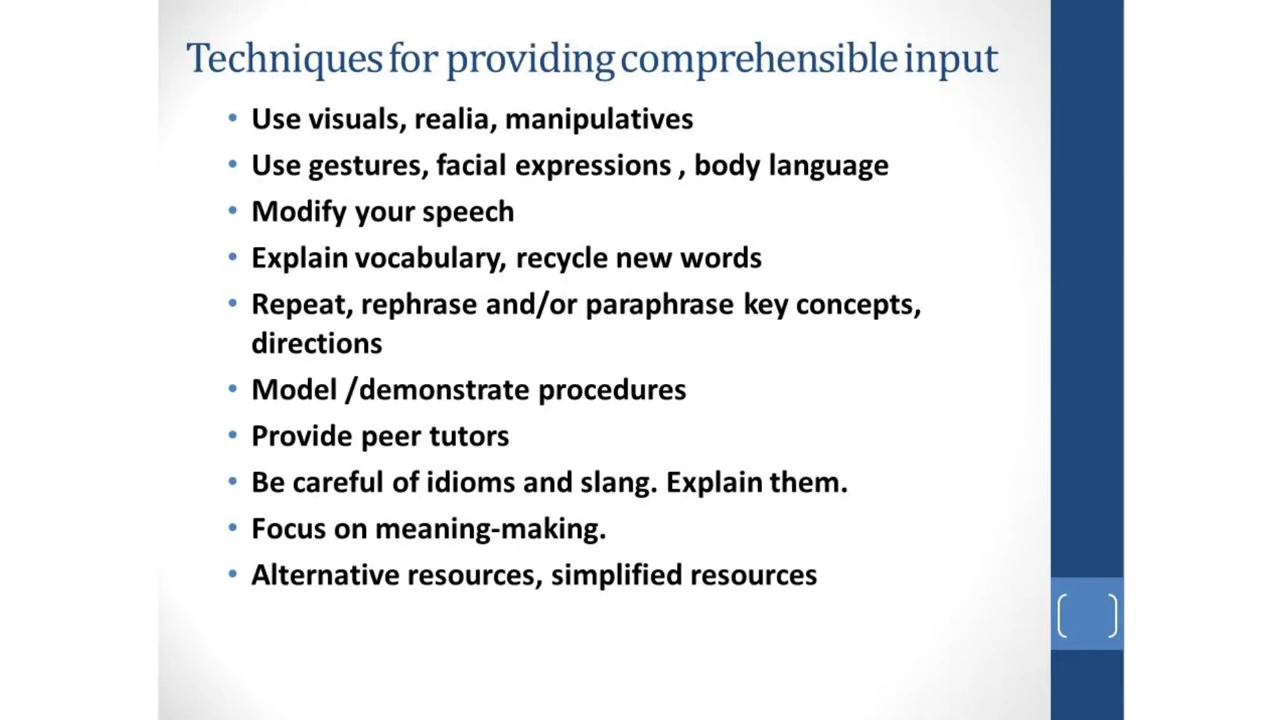 Techniques for providing comprehensible input
• Use visuals, realia, manipulatives
• Use gestures, facial expressions , body language
• Modify your speech
• Explain vocabulary, recycle new words
• Repeat, rephrase and/or paraphrase key concepts,
directions
• Model /demonstrate procedures
• Provide peer tutors
• Be careful of idioms and slang. Explain them.
• Focus on meaning-making.
• Alternative resources, simplified resources